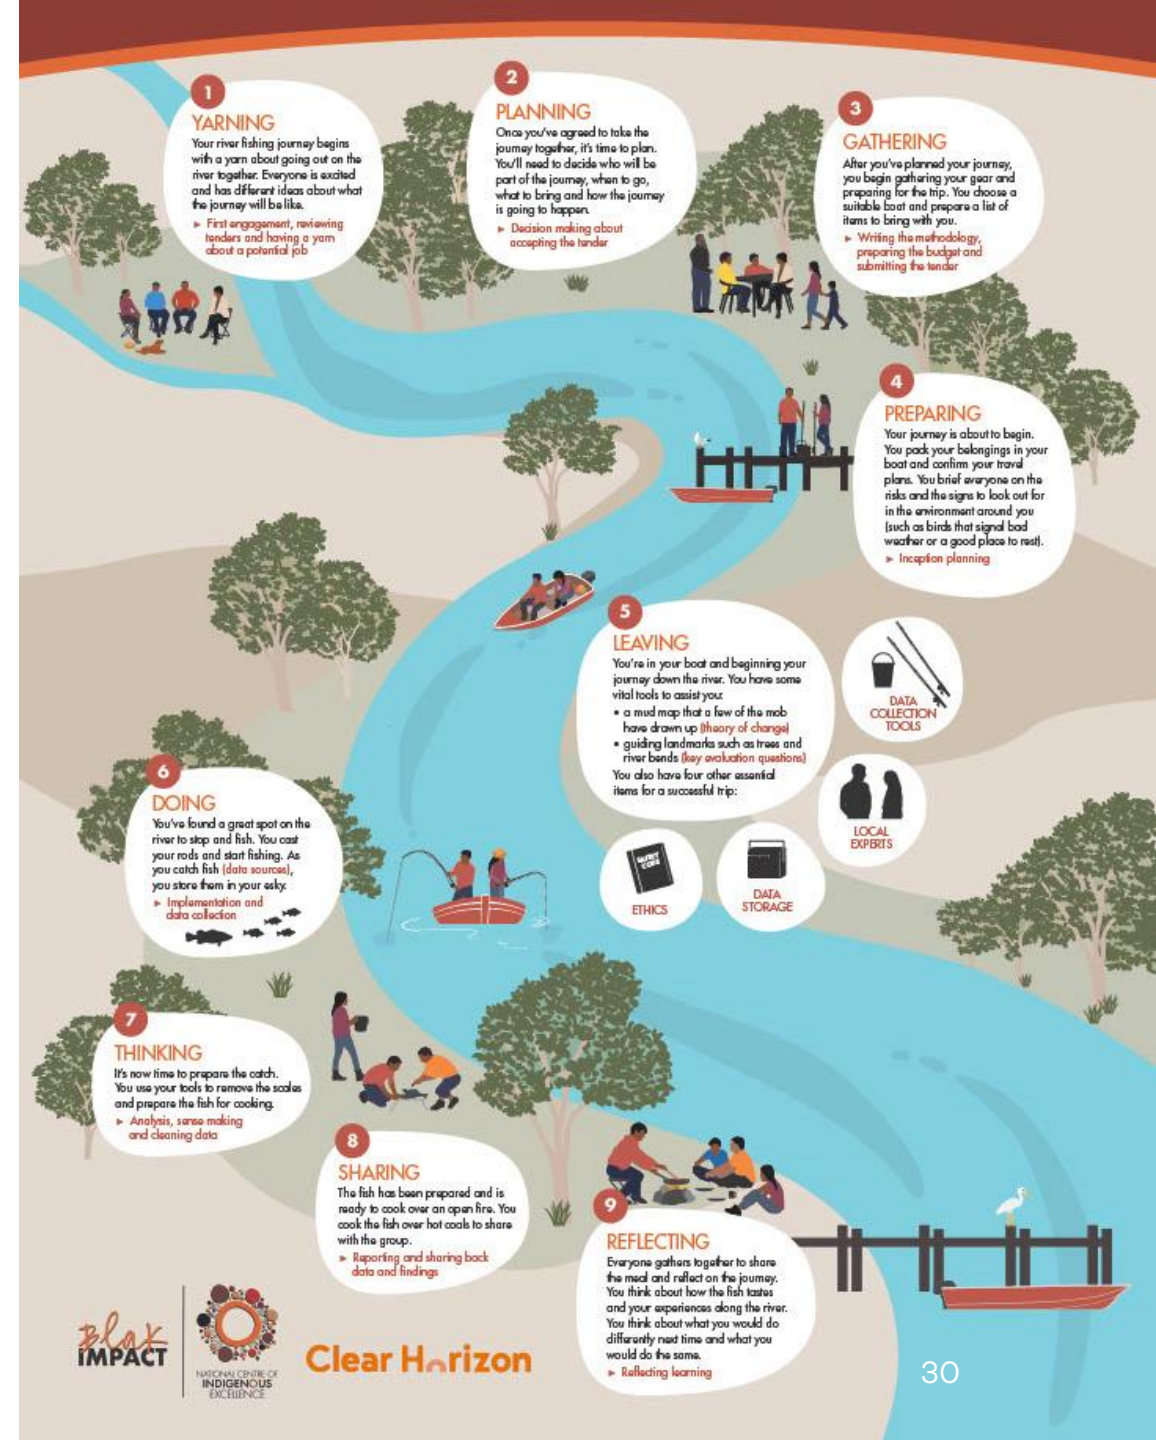 1
YARNING
Your river fishing journey begins
with a yarn about going out on the
river together. Everyone is excited
and has different ideas about what
the journey will be like.
► First engagement, reviewing
tenders and having a yarn
about a potential job
2
PLANNING
Once you've agreed to take the
journey together, it's time to plan.
You'll need to decide who will be
part of the journey, when to go,
what to bring and how the journey
is going to happen.
► Decision making about
accepting the tender
3
GATHERING
After you've planned your journey,
you begin gathering your gear and
preparing for the trip. You choose a
suitable boat and prepare a list of
items to bring with you.
► Writing the methodology,
preparing the budget and
submitting the tender
4
PREPARING
Your journey is about to begin.
You pack your belongings in your
boat and confirm your travel
plans. You brief everyone on the
risks and the signs to look out for
in the environment around you
(such as birds that signal bad
weather or a good place to rest).
► Inception planning
5
LEAVING
You're in your boat and beginning your
journey down the river. You have some
vital tools to assist you:
• a mud map that a few of the mob
have drawn up (theory of change)
• guiding landmarks such as trees and
river bends (key evaluation questions)
You also have four other essential
items for a successful trip:
DATA
COLLECTION
TOOLS
LOCAL
EXPERTS
DATA
STORAGE
ETHICS
6
DOING
You've found a great spot on the
river to stop and fish. You cast
your rods and start fishing. As
you catch fish (data sources),
you store them in your esky.
► Implementation and
data collection
7
THINKING
It's now time to prepare the catch.
You use your tools to remove the scales
and prepare the fish for cooking.
► Analysis, sense making
and cleaning data
8
SHARING
The fish has been prepared and is
ready to cook over an open fire. You
cook the fish over hot coals to share
with the group.
► Reporting and sharing back
data and findings
9
REFLECTING
Everyone gathers together to share
the meal and reflect on the journey.
You think about how the fish tastes
and your experiences along the river.
You think about what you would do
differently next time and what you
would do the same.
► Reflecting learning
Blak
IMPACT
NATIONAL CENTRE OF
INDIGENOUS
EXCELLENCE
Clear Horizon
30